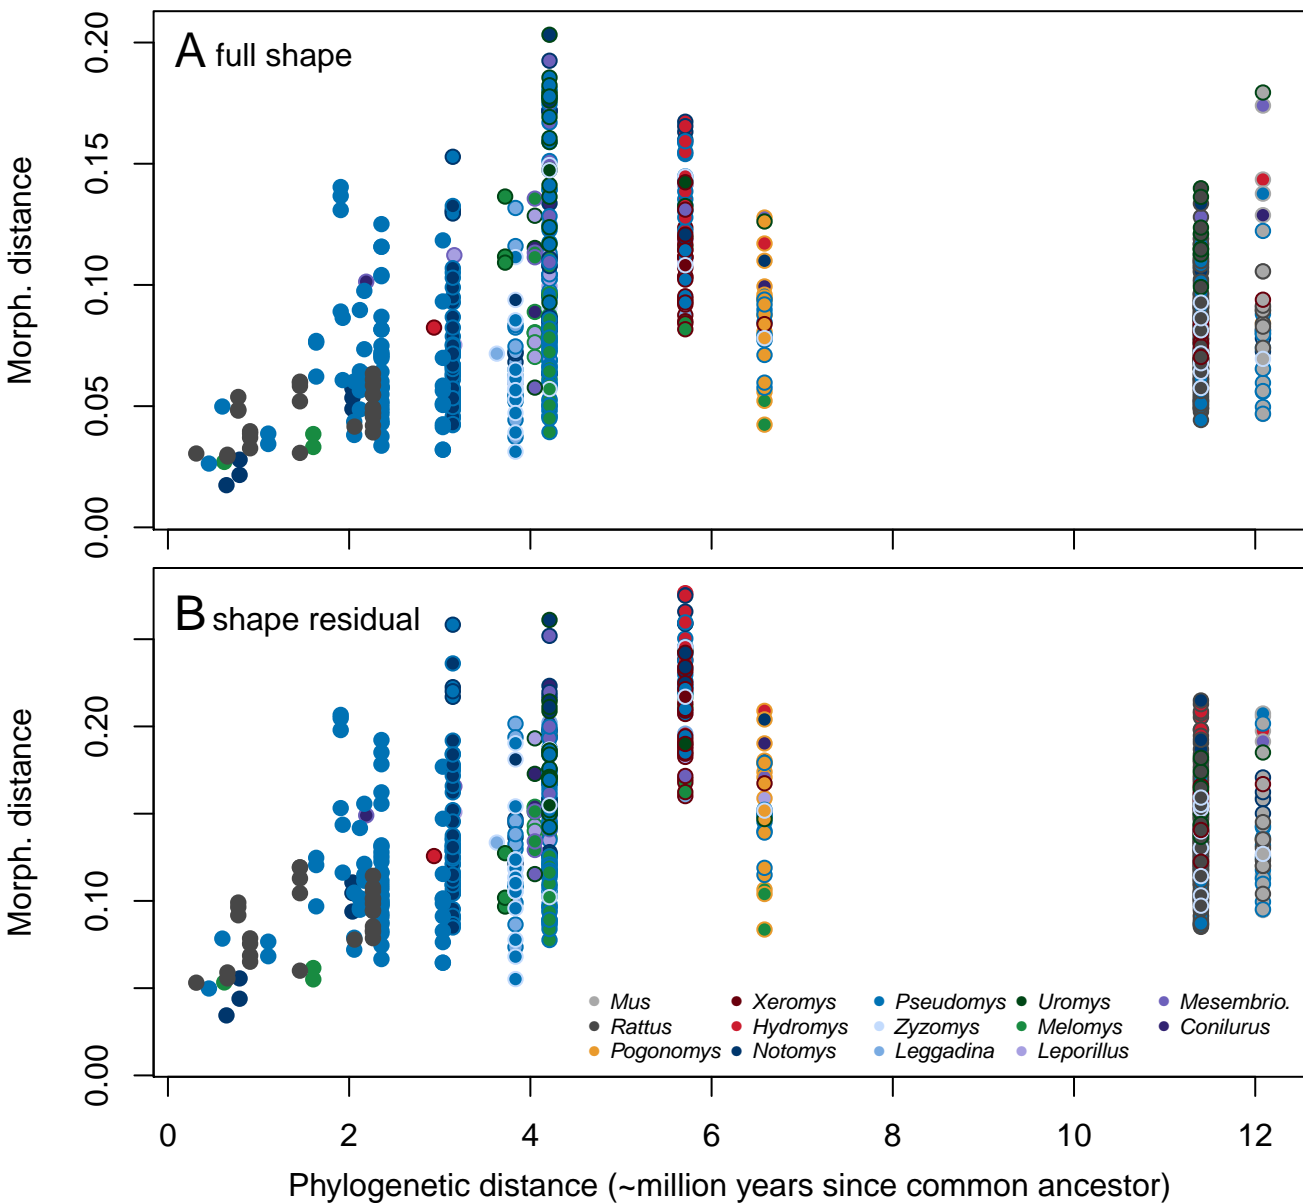 A full shape
Morph. distance
0.20
0.15
0.10
0.05
0.00
B shape residual
Morph. distance
0.20
0.10
0.00
Mus
Rattus
Pogonomys
Xeromys
Hydromys
Notomys
Pseudomys
Zyzomys
Leggadina
Uromys
Melomys
Leporillus
Mesembrio.
Conilurus
0 2 4 6 8 10 12
Phylogenetic distance (~million years since common ancestor)